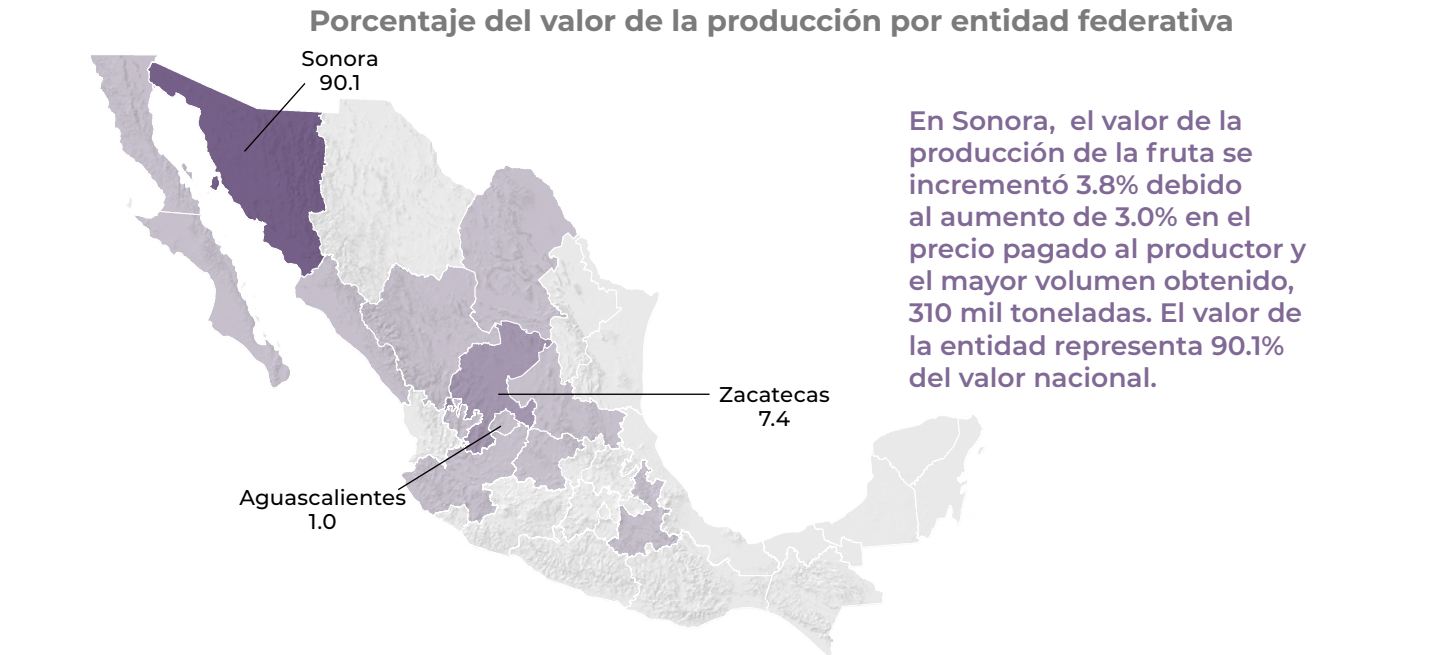 Porcentaje del valor de la producción por entidad federativa
Sonora
90.1
En Sonora,  el valor de la
producción de la fruta se
incrementó 3.8% debido
al aumento de 3.0% en el
precio pagado al productor y
el mayor volumen obtenido,
310 mil toneladas. El valor de
la entidad representa 90.1%
del valor nacional.
Zacatecas
7.4
Aguascalientes
1.0